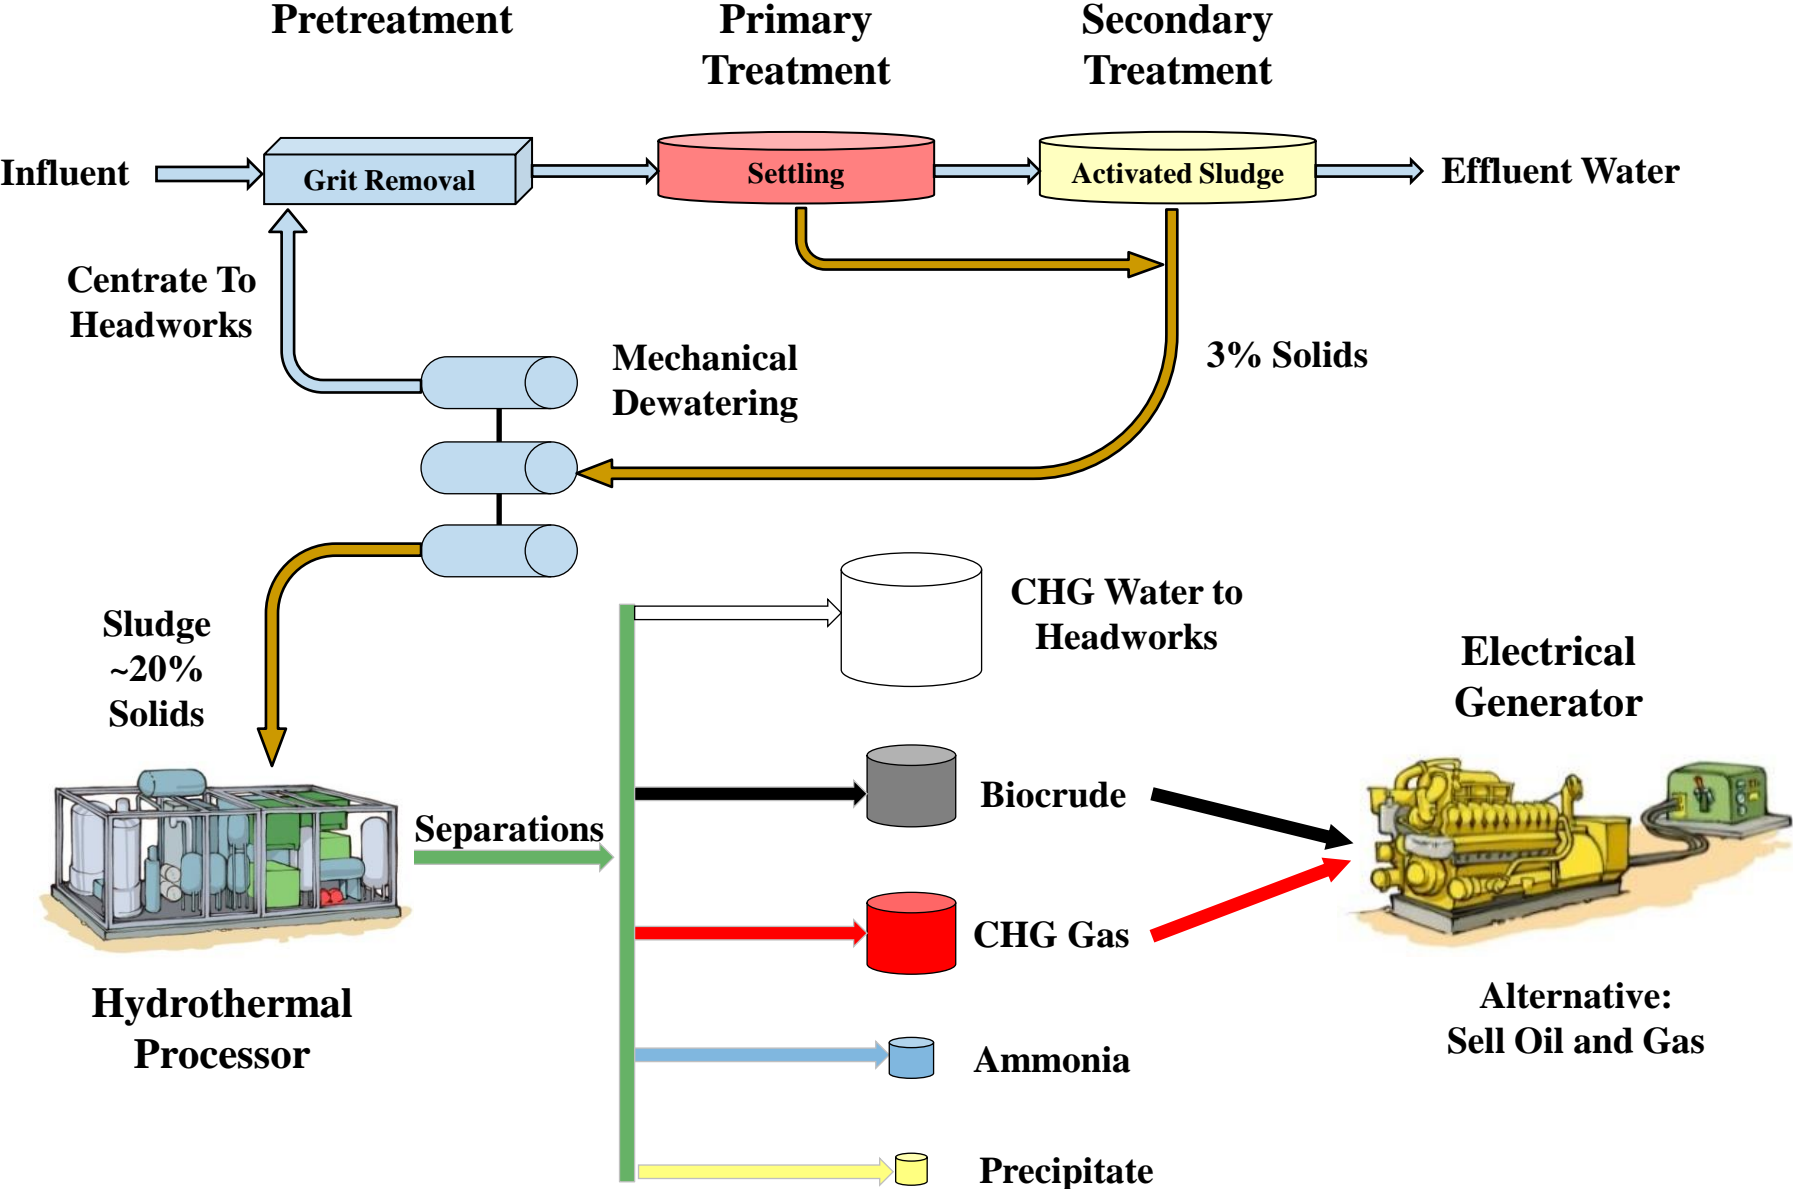 Pretreatment
Primary
Treatment
Secondary
Treatment
Influent
Grit Removal
Settling
Activated Sludge
Effluent Water
Centrate To
Headworks
Mechanical
Dewatering
3% Solids
Sludge
~20%
Solids
CHG Water to
Headworks
Electrical
Generator
Biocrude
Separations
CHG Gas
Hydrothermal
Processor
Alternative:
Sell Oil and Gas
Ammonia
Precipitate